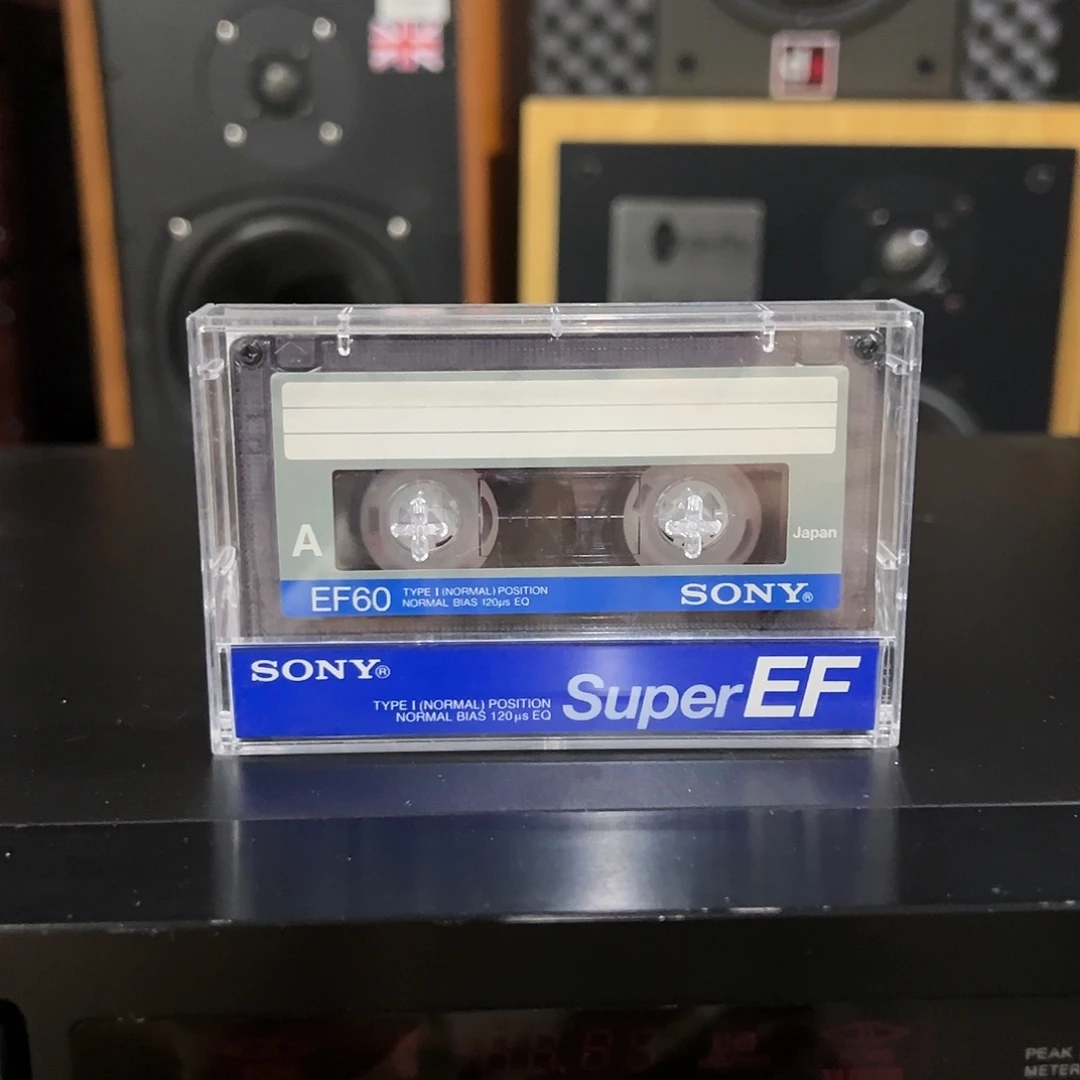 A
Japan
EF60
TYPE I (NORMAL) POSITION
NORMAL BIAS 120µs EQ
SONY®
SONY®
TYPE I (NORMAL) POSITION
NORMAL BIAS 120µs EQ
Super EF
PEAK
METER